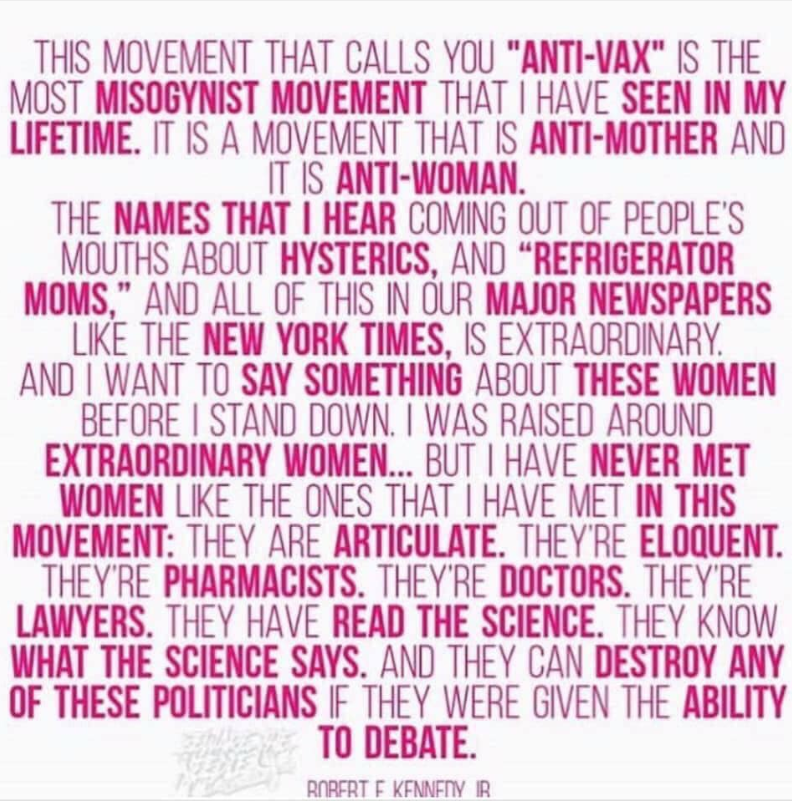 THIS MOVEMENT THAT CALLS YOU "ANTI-VAX" IS THE
MOST MISOGYNIST MOVEMENT THAT I HAVE SEEN IN MY
LIFETIME. IT IS A MOVEMENT THAT IS ANTI-MOTHER AND
IT IS ANTI-WOMAN.
THE NAMES THAT I HEAR COMING OUT OF PEOPLE'S
MOUTHS ABOUT HYSTERICS, AND “REFRIGERATOR
MOMS,” AND ALL OF THIS IN OUR MAJOR NEWSPAPERS
LIKE THE NEW YORK TIMES, IS EXTRAORDINARY.
AND I WANT TO SAY SOMETHING ABOUT THESE WOMEN
BEFORE I STAND DOWN. I WAS RAISED AROUND
EXTRAORDINARY WOMEN... BUT I HAVE NEVER MET
WOMEN LIKE THE ONES THAT I HAVE MET IN THIS
MOVEMENT: THEY ARE ARTICULATE. THEY'RE ELOQUENT.
THEY'RE PHARMACISTS. THEY'RE DOCTORS. THEY'RE
LAWYERS. THEY HAVE READ THE SCIENCE. THEY KNOW
WHAT THE SCIENCE SAYS. AND THEY CAN DESTROY ANY
OF THESE POLITICIANS IF THEY WERE GIVEN THE ABILITY
TO DEBATE.
ROBERT F KENNEDY JR